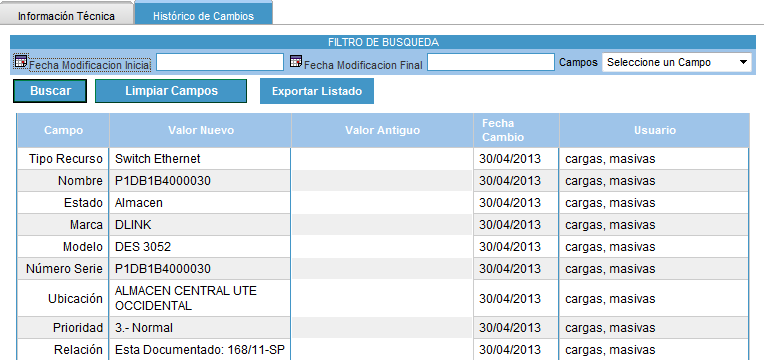 Información Técnica Histórico de Cambios
FILTRO DE BUSQUEDA
Fecha Modificacion Inicial Fecha Modificacion Final Campos Seleccione un Campo
Buscar Limpiar Campos Exportar Listado
Campo Valor Nuevo Valor Antiguo Fecha Cambio Usuario
Tipo Recurso Switch Ethernet 30/04/2013 cargas, masivas
Nombre P1DB1B4000030 30/04/2013 cargas, masivas
Estado Almacen 30/04/2013 cargas, masivas
Marca DLINK 30/04/2013 cargas, masivas
Modelo DES 3052 30/04/2013 cargas, masivas
Número Serie P1DB1B4000030 30/04/2013 cargas, masivas
Ubicación ALMACEN CENTRAL UTE OCCIDENTAL 30/04/2013 cargas, masivas
Prioridad 3.- Normal 30/04/2013 cargas, masivas
Relación Esta Documentado: 168/11-SP 30/04/2013 cargas, masivas